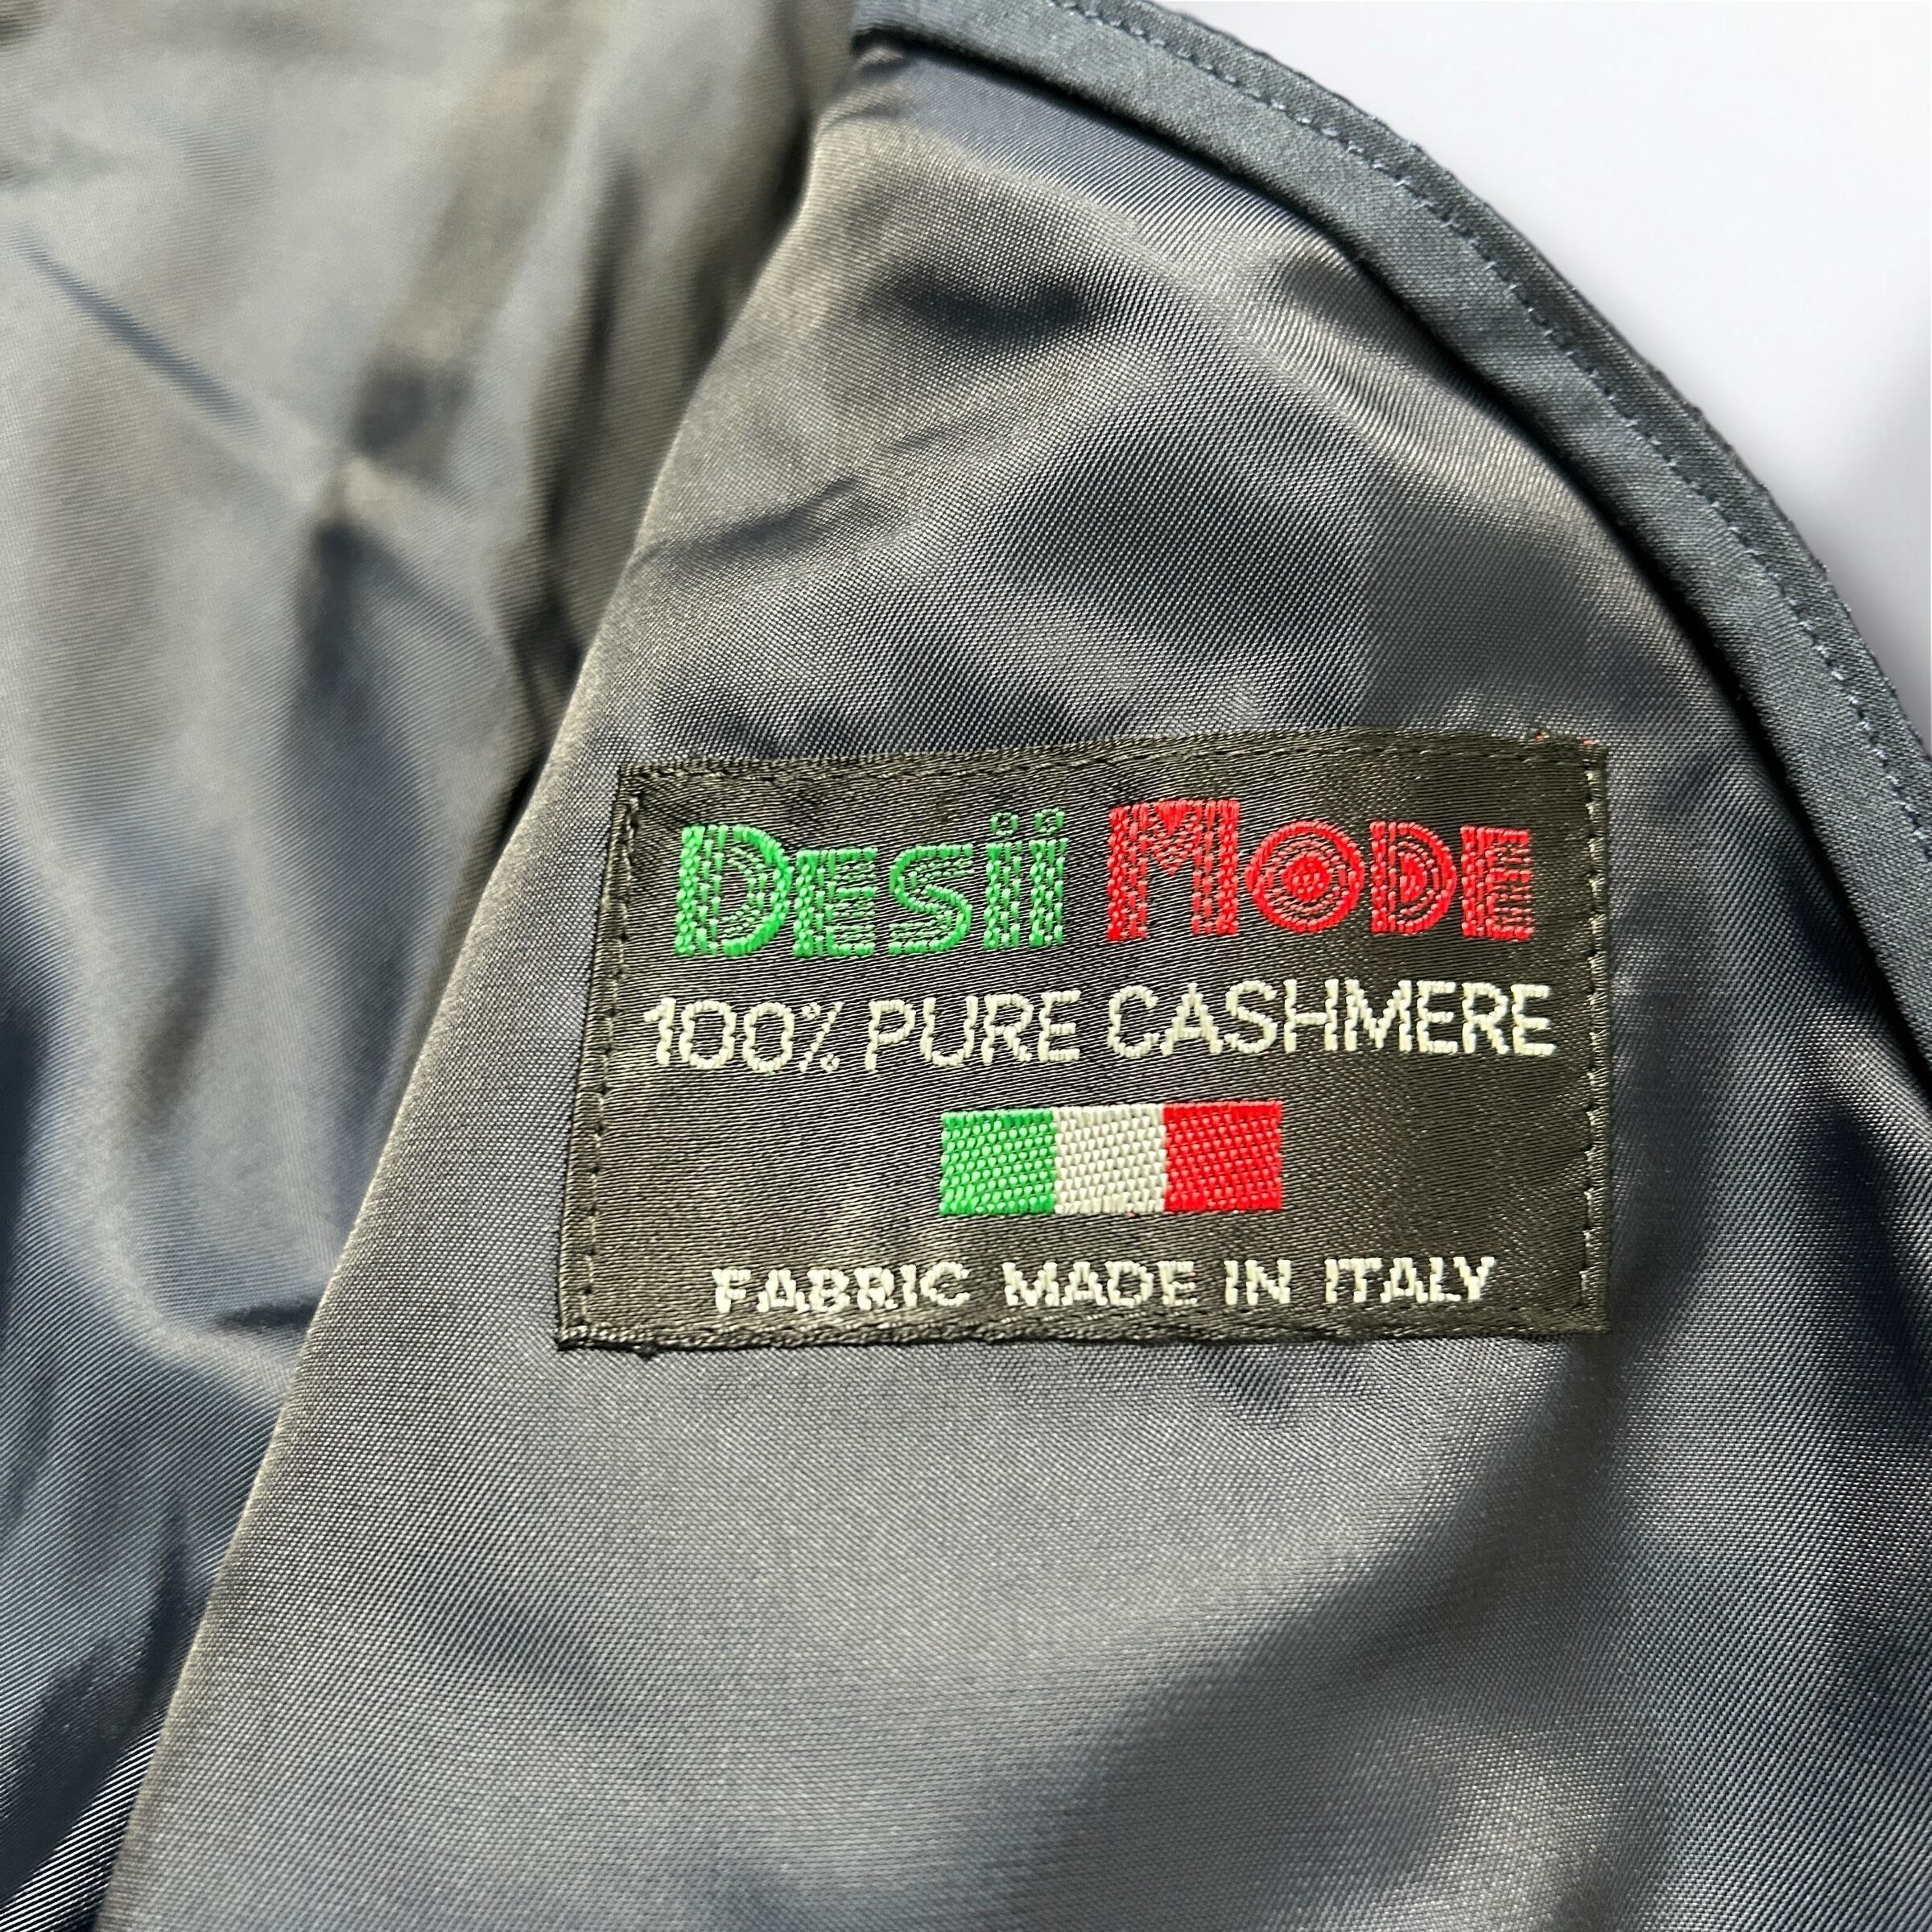 Desii Mode
100% PURE CASHMERE
FABRIC MADE IN ITALY